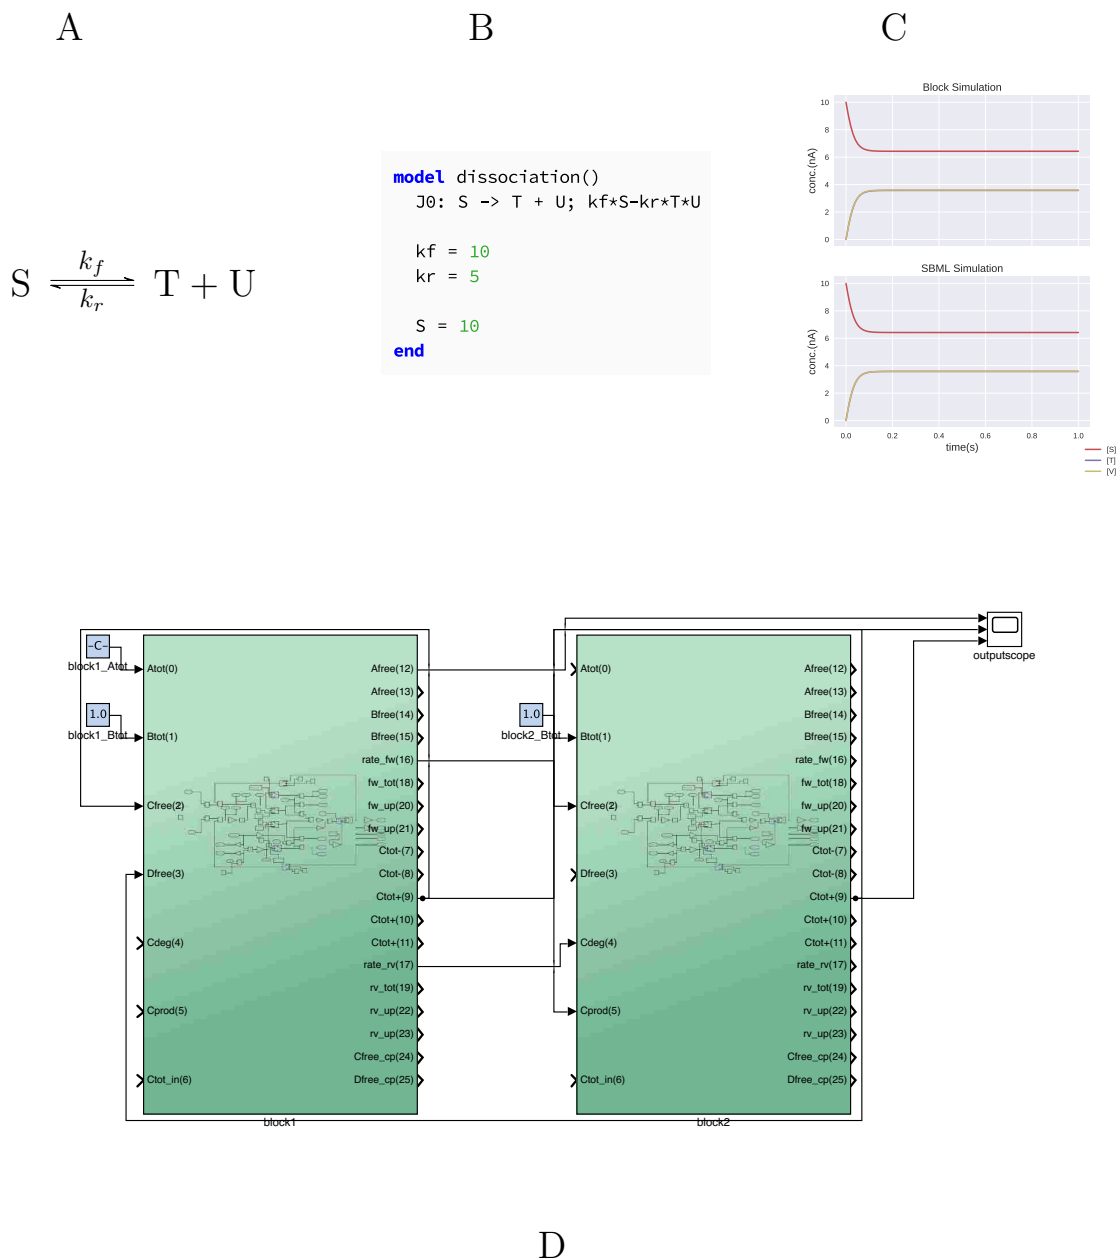 A
B
C
S kf kr T + U
model dissociation()
J0: S -> T + U; kf*S-kr*T*U
kf = 10
kr = 5
S = 10
end
Block Simulation
conc.(nA)
10
8
6
4
2
0
SBML Simulation
conc.(nA)
10
8
6
4
2
0
0.0 0.2 0.4 0.6 0.8 1.0
time(s)
[S]
[T]
[V]
-C-
block1_Atot
1.0
block1_Btot
Atot(0)
Btot(1)
Cfree(2)
Dfree(3)
Cdeg(4)
Cprod(5)
Ctot_in(6)
Afree(12)
Afree(13)
Bfree(14)
Bfree(15)
rate_fw(16)
fw_tot(18)
fw_up(20)
fw_up(21)
Ctot-(7)
Ctot-(8)
Ctot+(9)
Ctot+(10)
Ctot+(11)
rate_rv(17)
rv_tot(19)
rv_up(22)
rv_up(23)
Cfree_cp(24)
Dfree_cp(25)
block1
1.0
block2_Btot
Atot(0)
Btot(1)
Cfree(2)
Dfree(3)
Cdeg(4)
Cprod(5)
Ctot_in(6)
Afree(12)
Afree(13)
Bfree(14)
Bfree(15)
rate_fw(16)
fw_tot(18)
fw_up(20)
fw_up(21)
Ctot-(7)
Ctot-(8)
Ctot+(9)
Ctot+(10)
Ctot+(11)
rate_rv(17)
rv_tot(19)
rv_up(22)
rv_up(23)
Cfree_cp(24)
Dfree_cp(25)
block2
outputscope
D